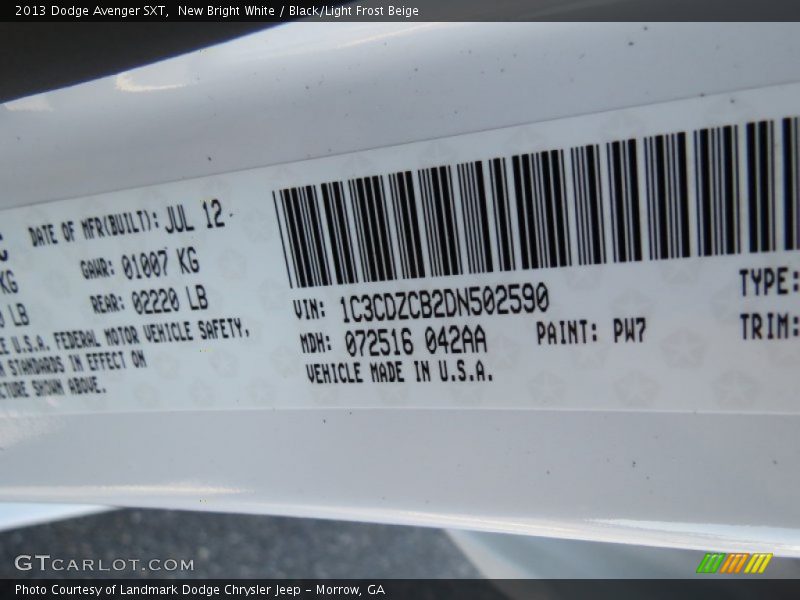 2013 Dodge Avenger SXT,  New Bright White / Black/Light Frost Beige
DATE OF MFR(BUILT): JUL 12
KG GAWR: 01007 KG
LB REAR: 02220 LB
U.S.A. FEDERAL MOTOR VEHICLE SAFETY,
STANDARDS IN EFFECT ON
SHOWN ABOVE.
VIN: 1C3CDZCB2DN502590
MDH: 072516 042AA
PAINT: PW7
VEHICLE MADE IN U.S.A.
TYPE:
TRIM:
GTCARLOT.COM
Photo Courtesy of Landmark Dodge Chrysler Jeep - Morrow, GA